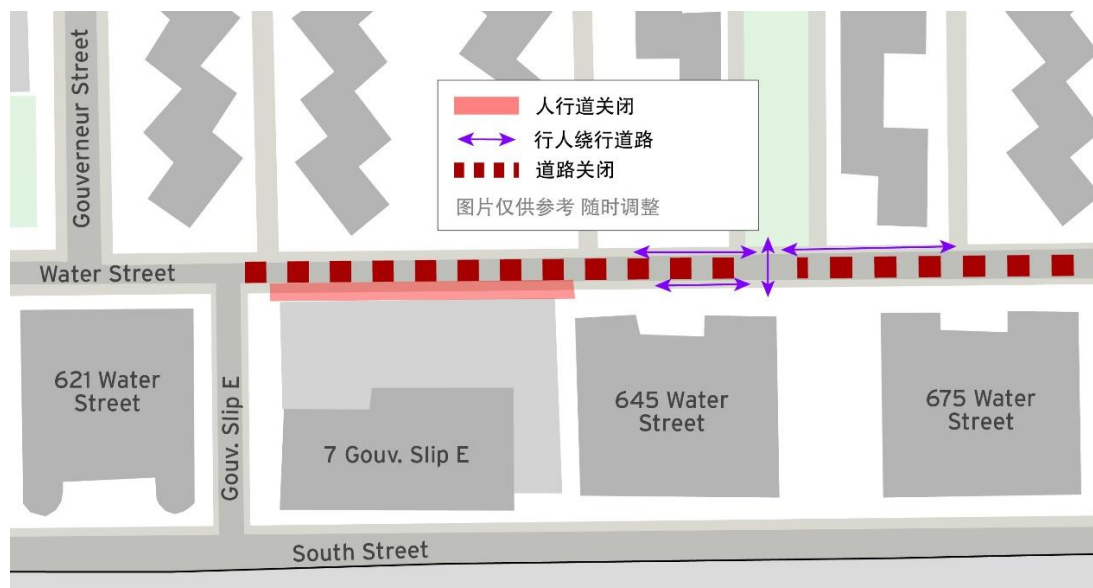 Gouverneur Street
人行道关闭
行人绕行道路
道路关闭
图片仅供参考 随时调整
Water Street
621 Water
Street
Gouv. Slip E
7 Gouv. Slip E
645 Water
Street
675 Water
Street
South Street